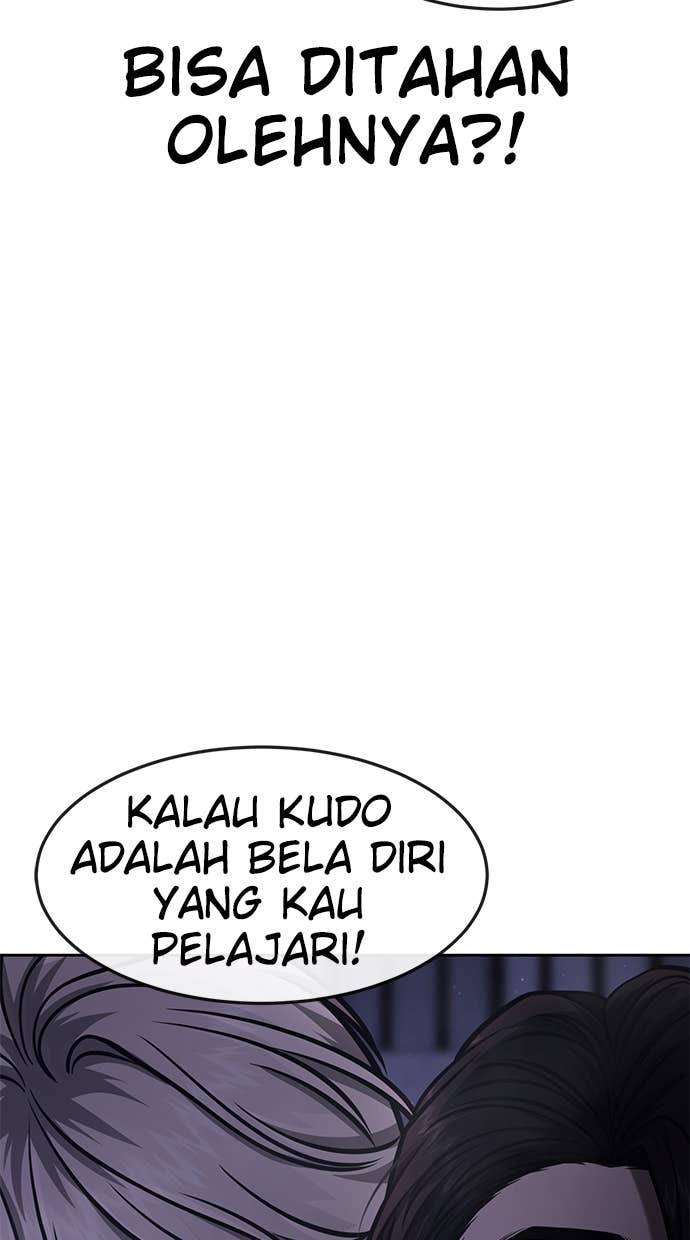 BISA DITAHAN
OLEHNYA?!
KALAU KUDO
ADALAH BELA DIRI
YANG KAU
PELAJARI!